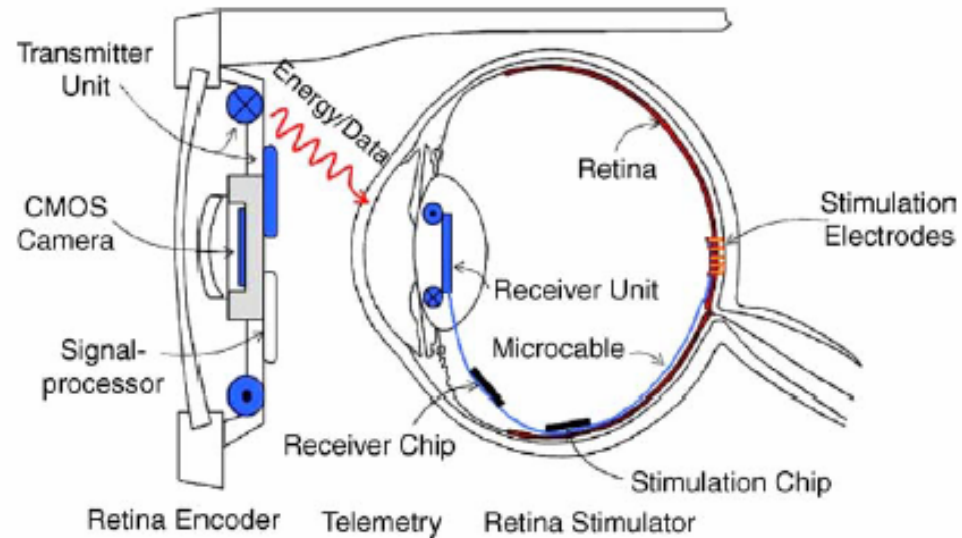 Transmitter
Unit
Energy/Data
Retina
CMOS
Camera
Stimulation
Electrodes
Receiver Unit
Signal-
processor
Microcable
Receiver Chip
Stimulation Chip
Retina Encoder
Telemetry
Retina Stimulator